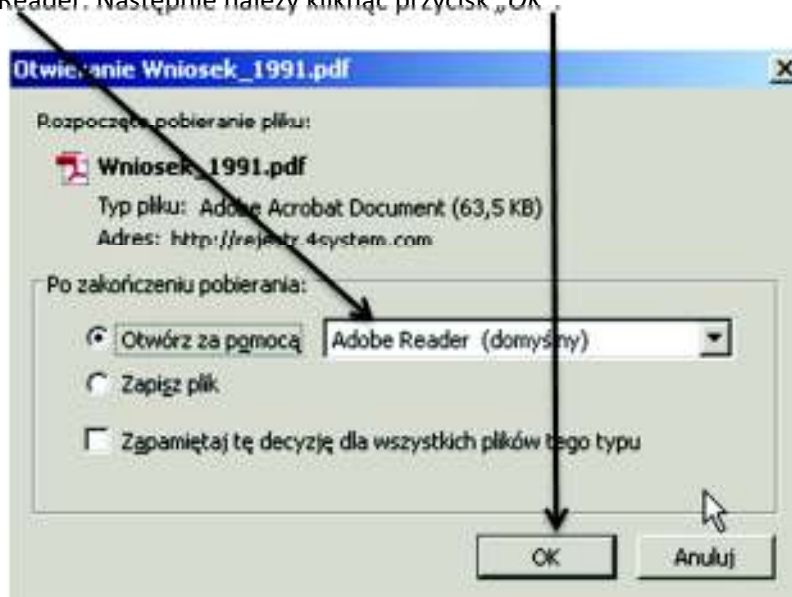 Reader. Następnie należy kliknąć przycisk „OK”.
Otwieranie Wniosek_1991.pdf
Rozpoczęto pobieranie pliku:
Wniosek_1991.pdf
Typ pliku: Adobe Acrobat Document (63,5 KB)
Adres: http://rejestr.4system.com
Po zakończeniu pobierania:
Otwórz za pomocą Adobe Reader (domyślny)
Zapisz plik
Zapamiętaj tę decyzję dla wszystkich plików tego typu
OK Anuluj